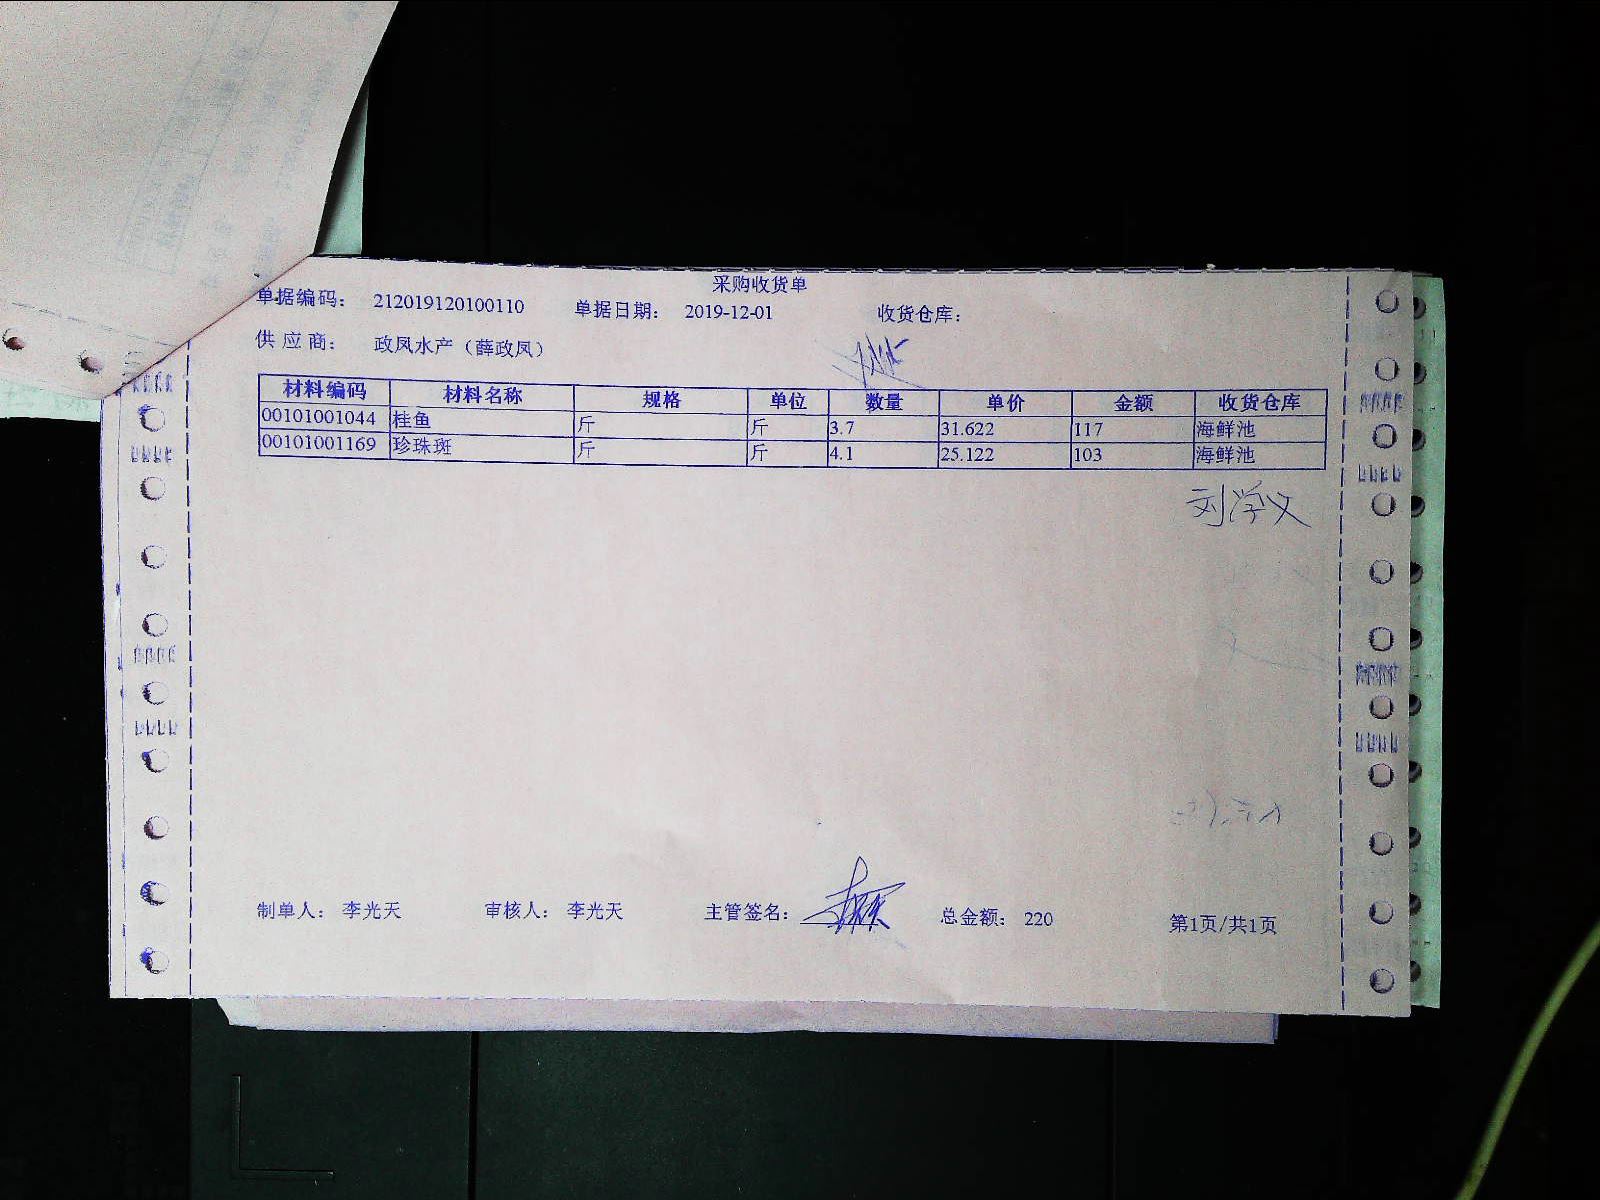 采购收货单
单据编码： 212019120100110 单据日期： 2019-12-01 收货仓库：
供 应 商： 政凤水产（薛政凤）
材料编码 材料名称 规格 单位 数量 单价 金额 收货仓库
00101001044 桂鱼 斤 斤 3.7 31.622 117 海鲜池
00101001169 珍珠斑 斤 斤 4.1 25.122 103 海鲜池
刘学义
制单人： 李光天 审核人： 李光天 主管签名： 总金额： 220 第1页/共1页